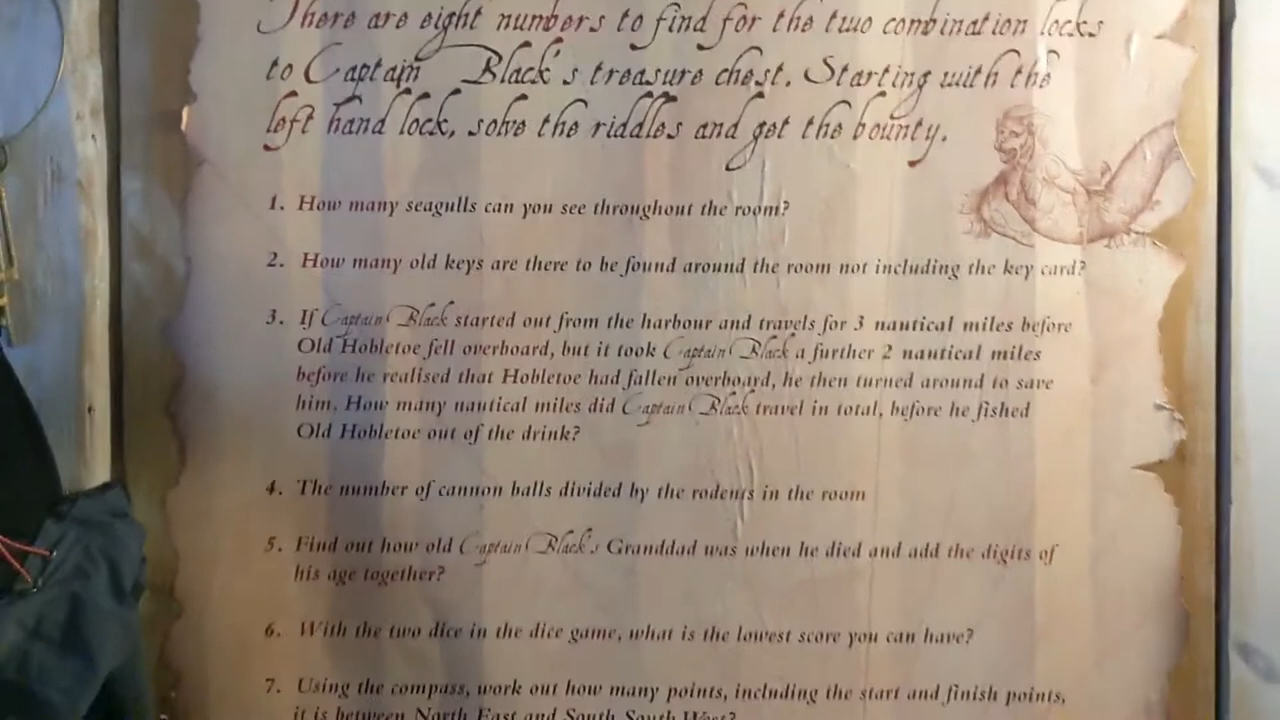 There are eight numbers to find for the two combination locks
to Captain Black's treasure chest. Starting with the
left hand lock, solve the riddles and get the bounty.
1. How many seagulls can you see throughout the room?
2. How many old keys are there to be found around the room not including the key card?
3. If Captain Black started out from the harbour and travels for 3 nautical miles before
Old Hobletoe fell overboard, but it took Captain Black a further 2 nautical miles
before he realised that Hobletoe had fallen overboard, he then turned around to save
him. How many nautical miles did Captain Black travel in total, before he fished
Old Hobletoe out of the drink?
4. The number of cannon balls divided by the rodents in the room
5. Find out how old Captain Black's Granddad was when he died and add the digits of
his age together?
6. With the two dice in the dice game, what is the lowest score you can have?
7. Using the compass, work out how many points, including the start and finish points,
it is between North East and South South West?